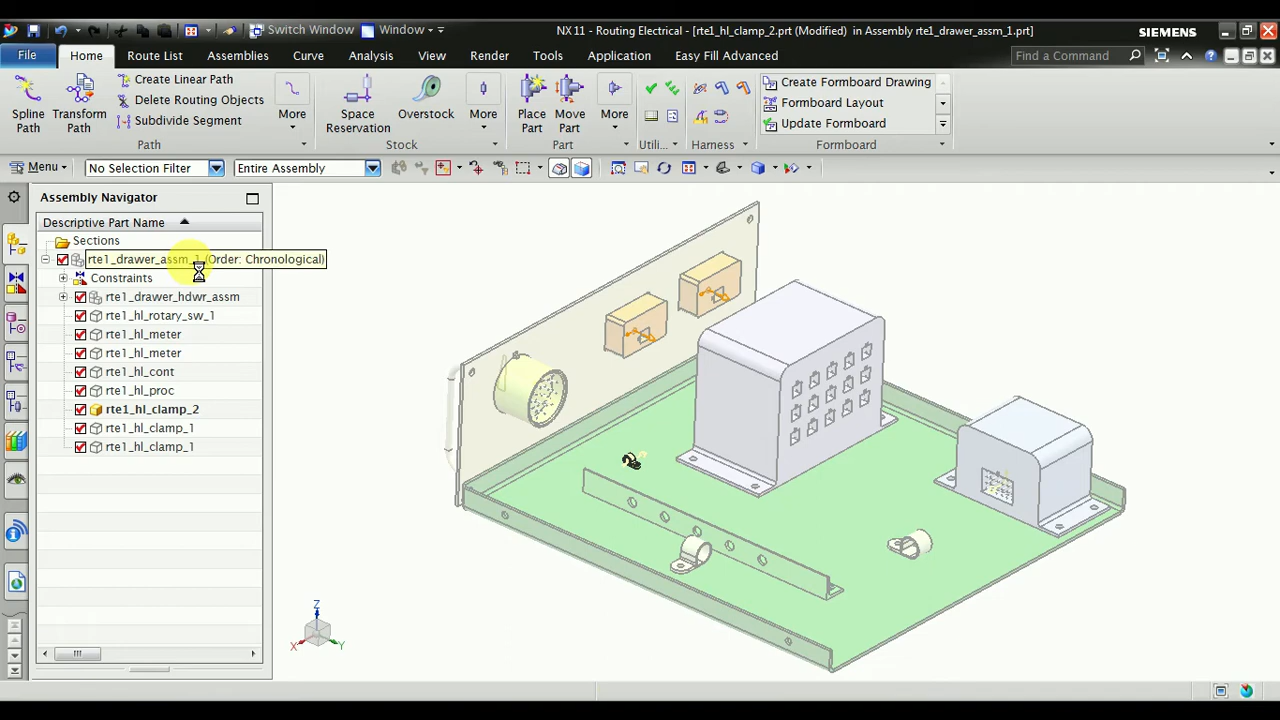 Switch Window Window NX 11 - Routing Electrical - [rte1_hl_clamp_2.prt (Modified) in Assembly rte1_drawer_assm_1.prt] SIEMENS
File Home Route List Assemblies Curve Analysis View Render Tools Application Easy Fill Advanced Find a Command
Spline Path
Transform Path
Create Linear Path
Delete Routing Objects
Subdivide Segment
More
Path
Space Reservation
Overstock
More
Stock
Place Part
Move Part
More
Part
Utili...
Harness
Create Formboard Drawing
Formboard Layout
Update Formboard
Formboard
Menu No Selection Filter Entire Assembly
Assembly Navigator
Descriptive Part Name
Sections
rte1_drawer_assm_1 (Order: Chronological)
Constraints
rte1_drawer_hdwr_assm
rte1_hl_rotary_sw_1
rte1_hl_meter
rte1_hl_meter
rte1_hl_cont
rte1_hl_proc
rte1_hl_clamp_2
rte1_hl_clamp_1
rte1_hl_clamp_1
Z
X
Y